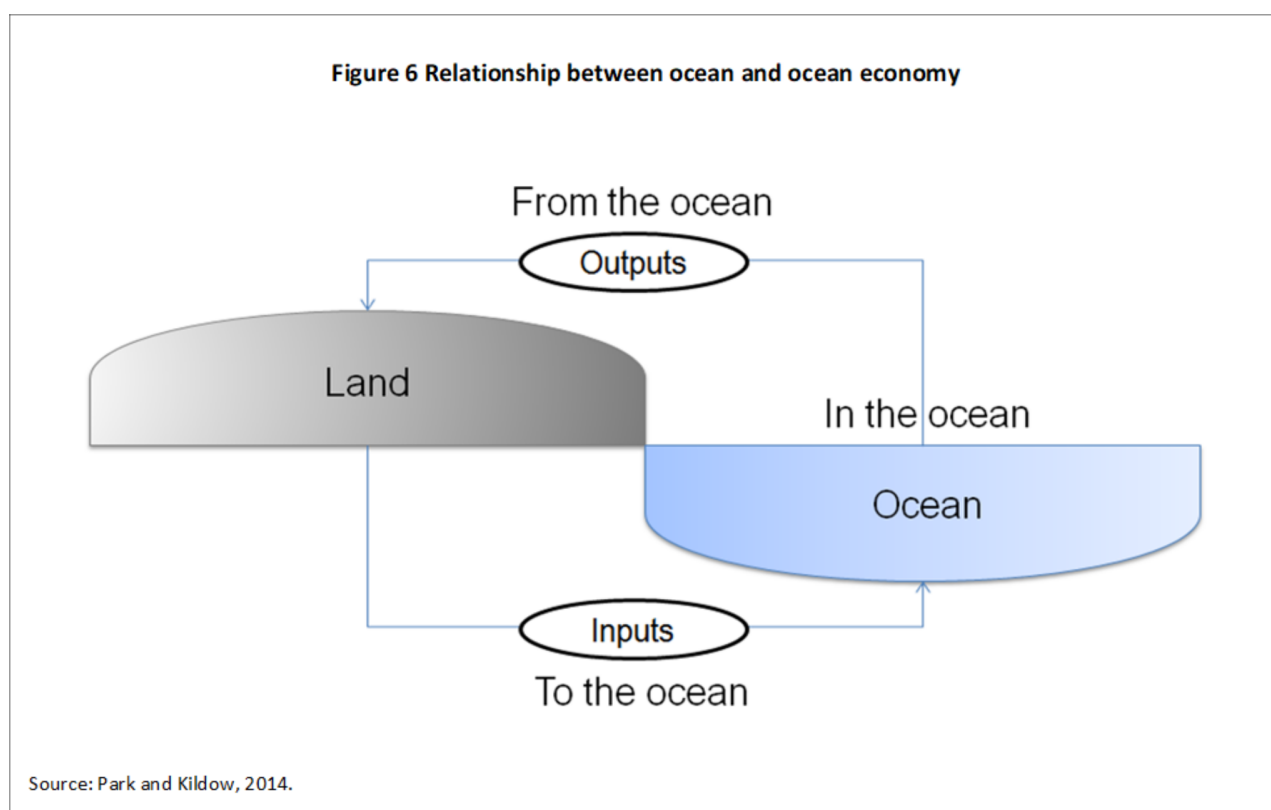 Figure 6 Relationship between ocean and ocean economy
From the ocean
Outputs
Land
In the ocean
Ocean
Inputs
To the ocean
Source: Park and Kildow, 2014.